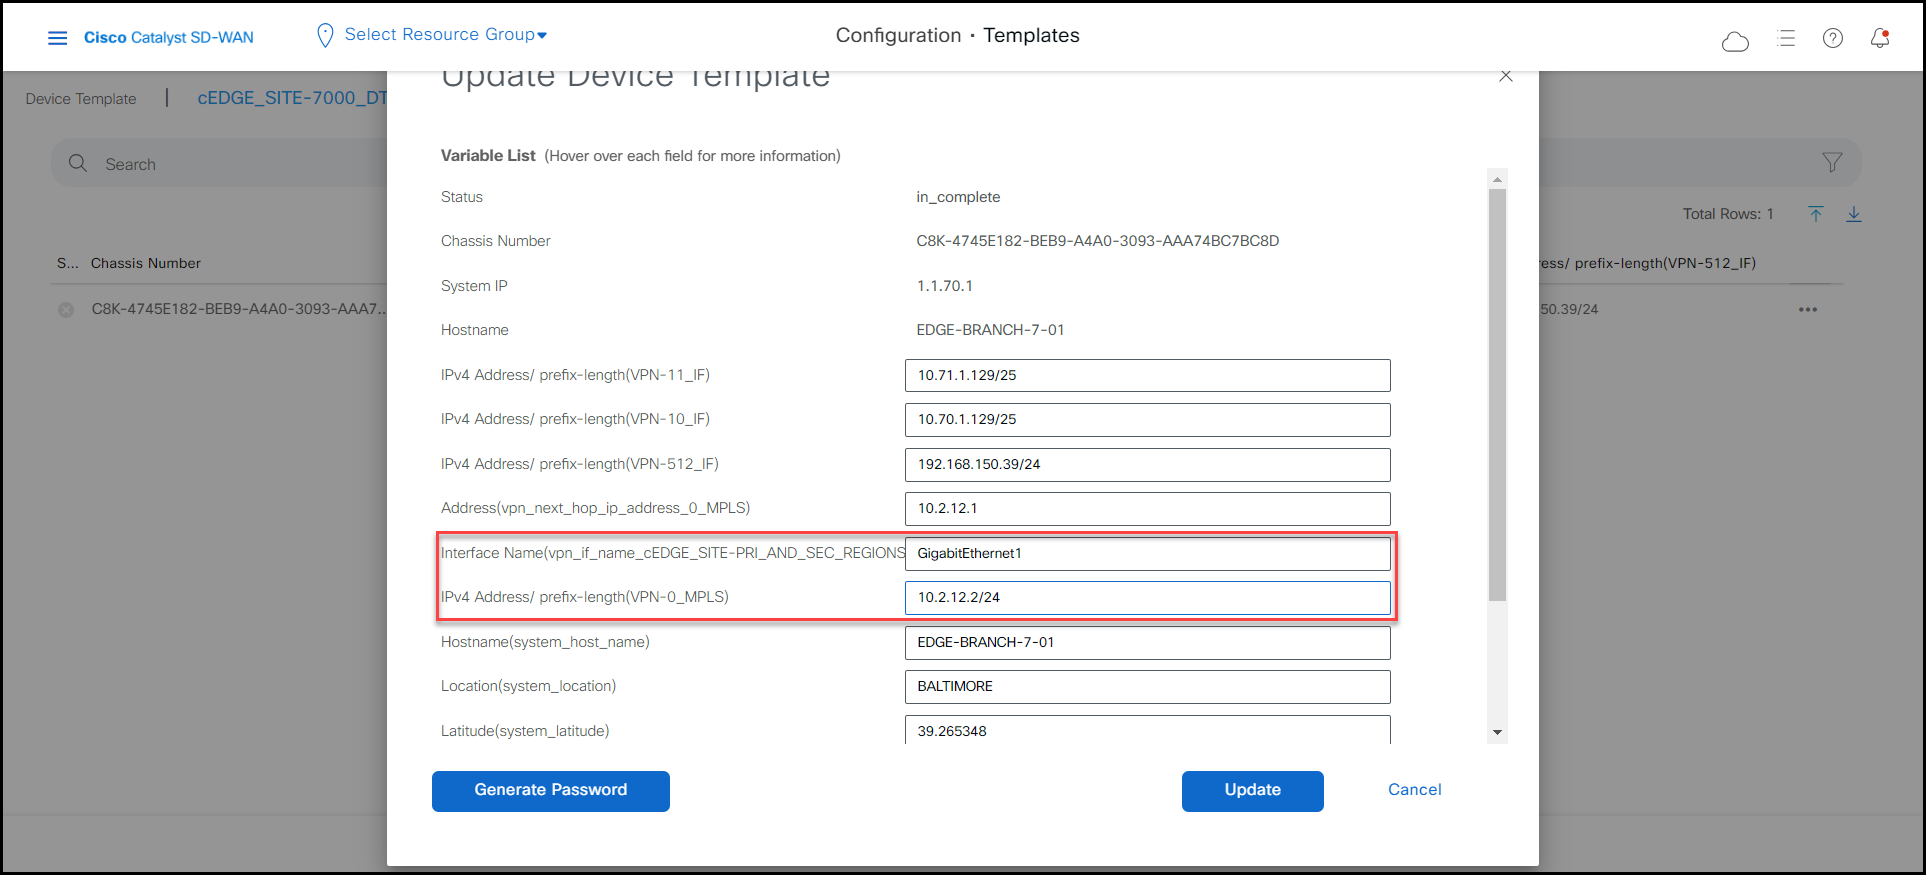 Cisco Catalyst SD-WAN
Select Resource Group
Configuration · Templates
Update Device Template
Device Template
cEDGE_SITE-7000_DT
Search
Total Rows: 1
S... Chassis Number
prefix-length(VPN-512_IF)
C8K-4745E182-BEB9-A4A0-3093-AAA7...
50.39/24
Variable List (Hover over each field for more information)
Status in_complete
Chassis Number C8K-4745E182-BEB9-A4A0-3093-AAA74BC7BC8D
System IP 1.1.70.1
Hostname EDGE-BRANCH-7-01
IPv4 Address/ prefix-length(VPN-11_IF) 10.71.1.129/25
IPv4 Address/ prefix-length(VPN-10_IF) 10.70.1.129/25
IPv4 Address/ prefix-length(VPN-512_IF) 192.168.150.39/24
Address(vpn_next_hop_ip_address_0_MPLS) 10.2.12.1
Interface Name(vpn_if_name_cEDGE_SITE-PRI_AND_SEC_REGIONS GigabitEthernet1
IPv4 Address/ prefix-length(VPN-0_MPLS) 10.2.12.2/24
Hostname(system_host_name) EDGE-BRANCH-7-01
Location(system_location) BALTIMORE
Latitude(system_latitude) 39.265348
Generate Password
Update
Cancel